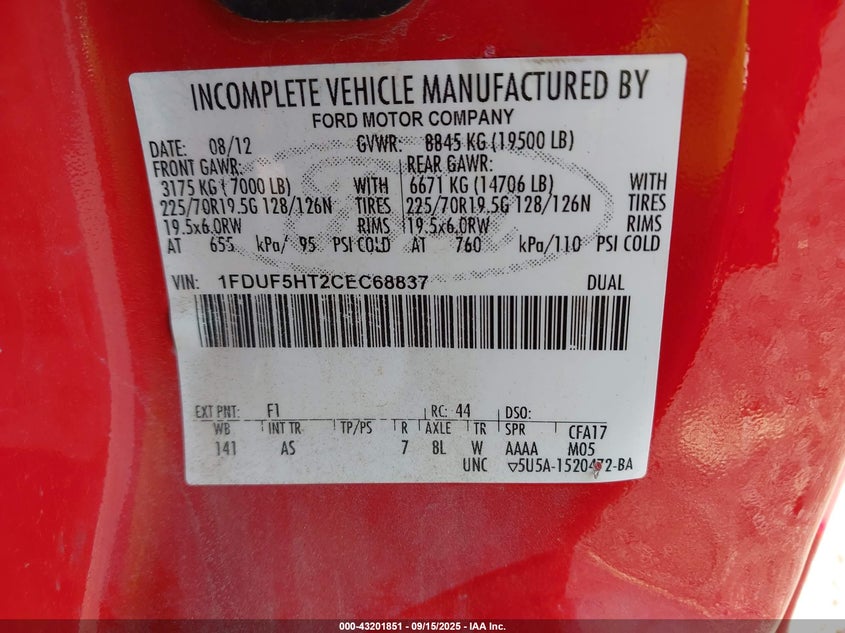 INCOMPLETE VEHICLE MANUFACTURED BY
FORD MOTOR COMPANY
DATE: 08/12 GVWR: 8845 KG (19500 LB)
FRONT GAWR: REAR GAWR:
3175 KG ( 7000 LB) WITH 6671 KG (14706 LB) WITH
225/70R19.5G 128/126N TIRES 225/70R19.5G 128/126N TIRES
19.5x6.0RW RIMS 19.5x6.0RW RIMS
AT 655 kPa/ 95 PSI COLD AT 760 kPa/110 PSI COLD
VIN: 1FDUF5HT2CEC68837 DUAL
EXT PNT: F1 RC: 44 DSO:
WB INT TR TP/PS R AXLE TR SPR CFA17
141 AS 7 8L W AAAA M05
UNC ▽5U5A-1520472-BA
000-43201851 - 09/15/2025 - IAA Inc.